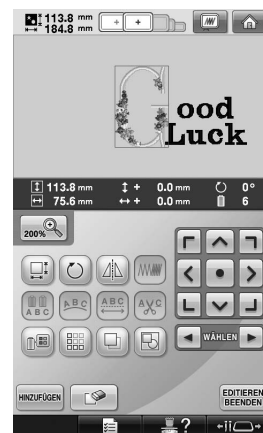 113.8 mm
184.8 mm
ood
Luck
113.8 mm + 0.0 mm 0°
75.6 mm + 0.0 mm 6
200%
A B C A B C A B C A C
WÄHLEN
HINZUFÜGEN EDITIEREN
BEENDEN
?